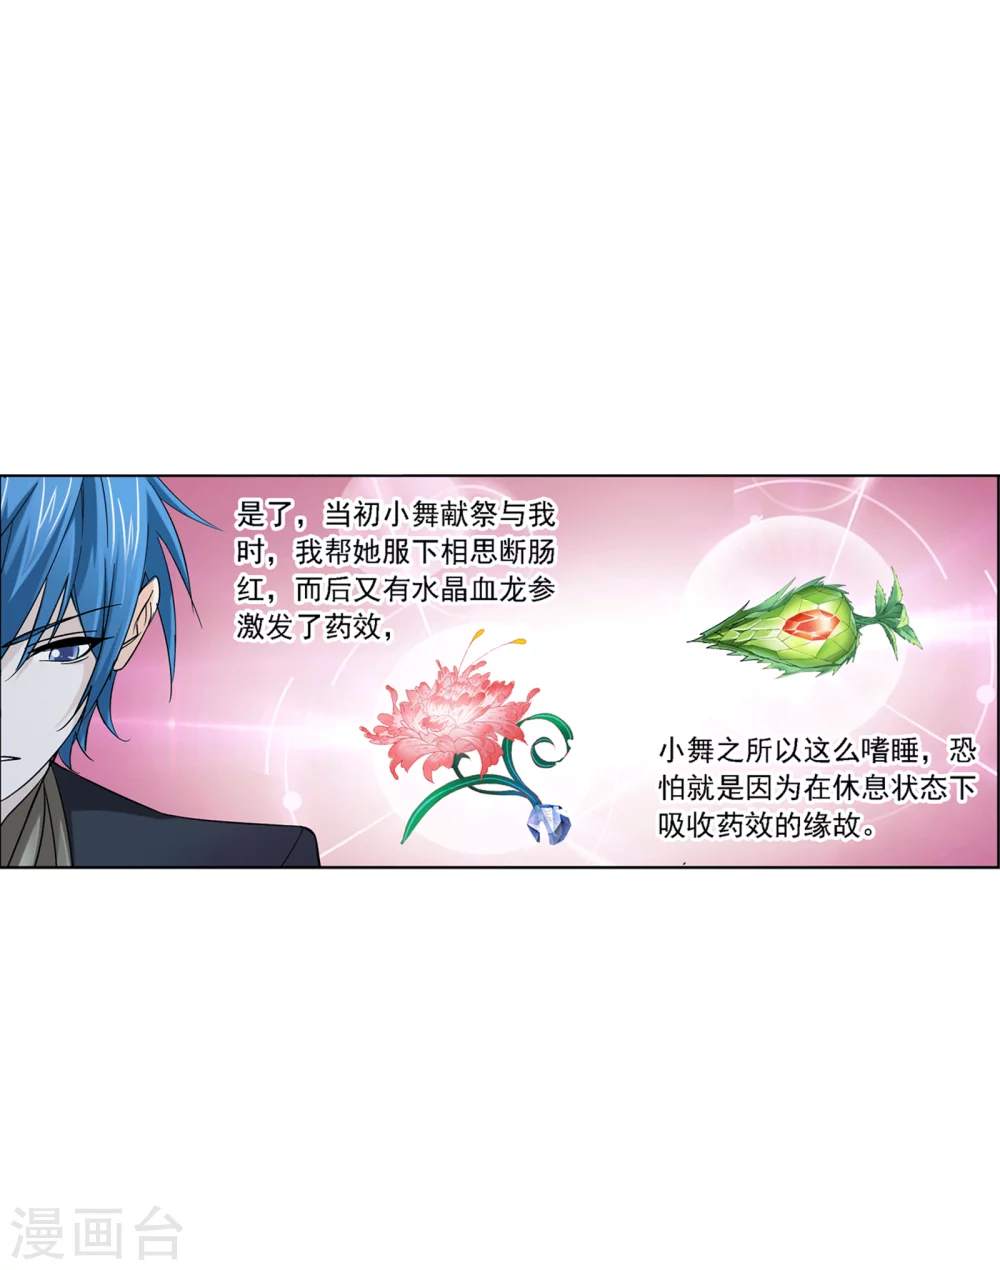 是了，当初小舞献祭与我
时，我帮她服下相思断肠
红，而后又有水晶血龙参
激发了药效，
小舞之所以这么嗜睡，恐
怕就是因为在休息状态下
吸收药效的缘故。
漫画台